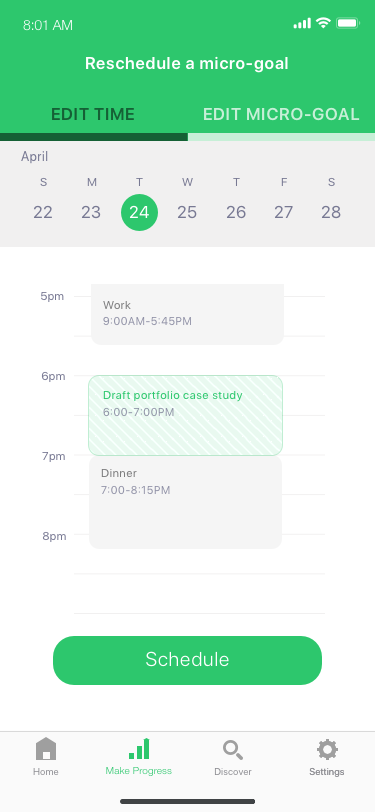 8:01 AM
Reschedule a micro-goal
EDIT TIME EDIT MICRO-GOAL
April
S M T W T F S
22 23 24 25 26 27 28
5pm
Work
9:00AM-5:45PM
6pm
Draft portfolio case study
6:00-7:00PM
7pm
Dinner
7:00-8:15PM
8pm
Schedule
Home Make Progress Discover Settings